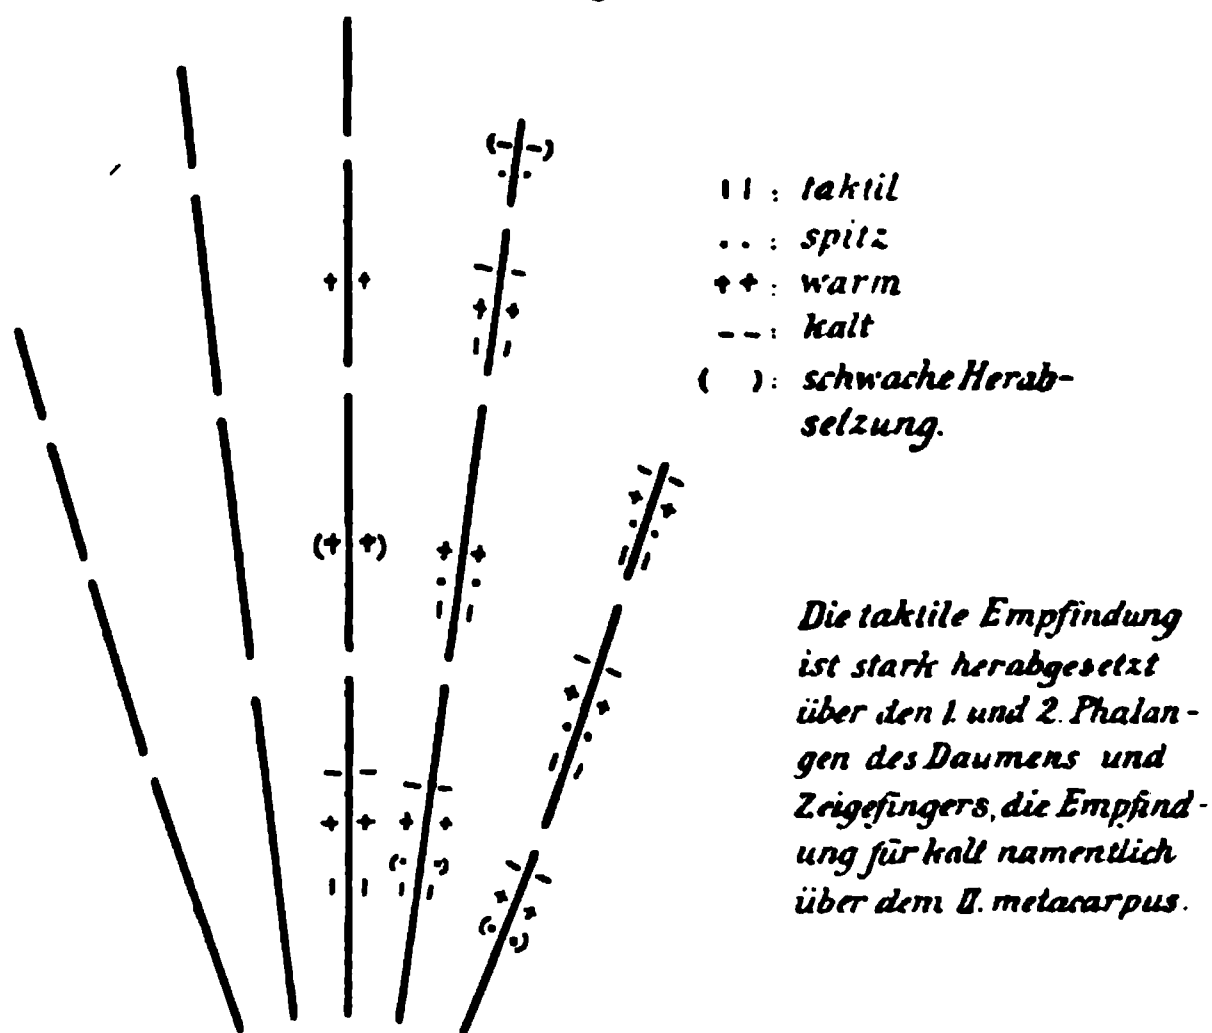 ı ı : taktil
. . : spitz
+ + : warm
– – : kalt
( ) : schwache Herab-
setzung.
Die taktile Empfindung
ist stark herabgesetzt
über den 1. und 2. Phalan-
gen des Daumens und
Zeigefingers, die Empfind-
ung für kalt namentlich
über dem II. metacarpus.